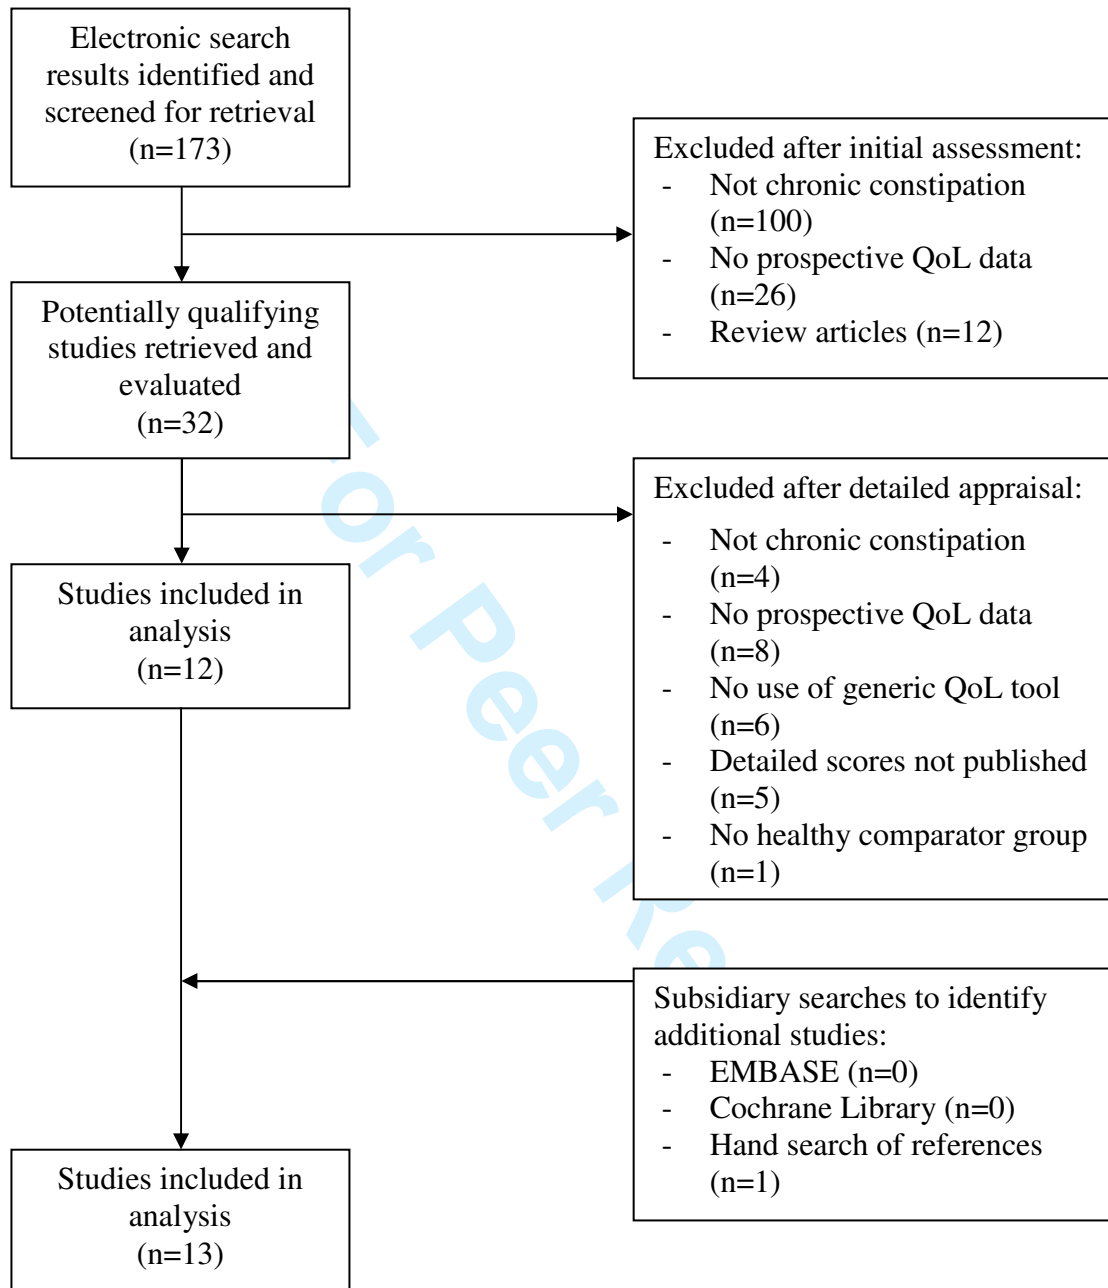 Electronic search
results identified and
screened for retrieval
(n=173)
Excluded after initial assessment:
- Not chronic constipation
(n=100)
- No prospective QoL data
(n=26)
- Review articles (n=12)
Potentially qualifying
studies retrieved and
evaluated
(n=32)
Excluded after detailed appraisal:
- Not chronic constipation
(n=4)
- No prospective QoL data
(n=8)
- No use of generic QoL tool
(n=6)
- Detailed scores not published
(n=5)
- No healthy comparator group
(n=1)
Studies included in
analysis
(n=12)
Subsidiary searches to identify
additional studies:
- EMBASE (n=0)
- Cochrane Library (n=0)
- Hand search of references
(n=1)
Studies included in
analysis
(n=13)
For Peer Re